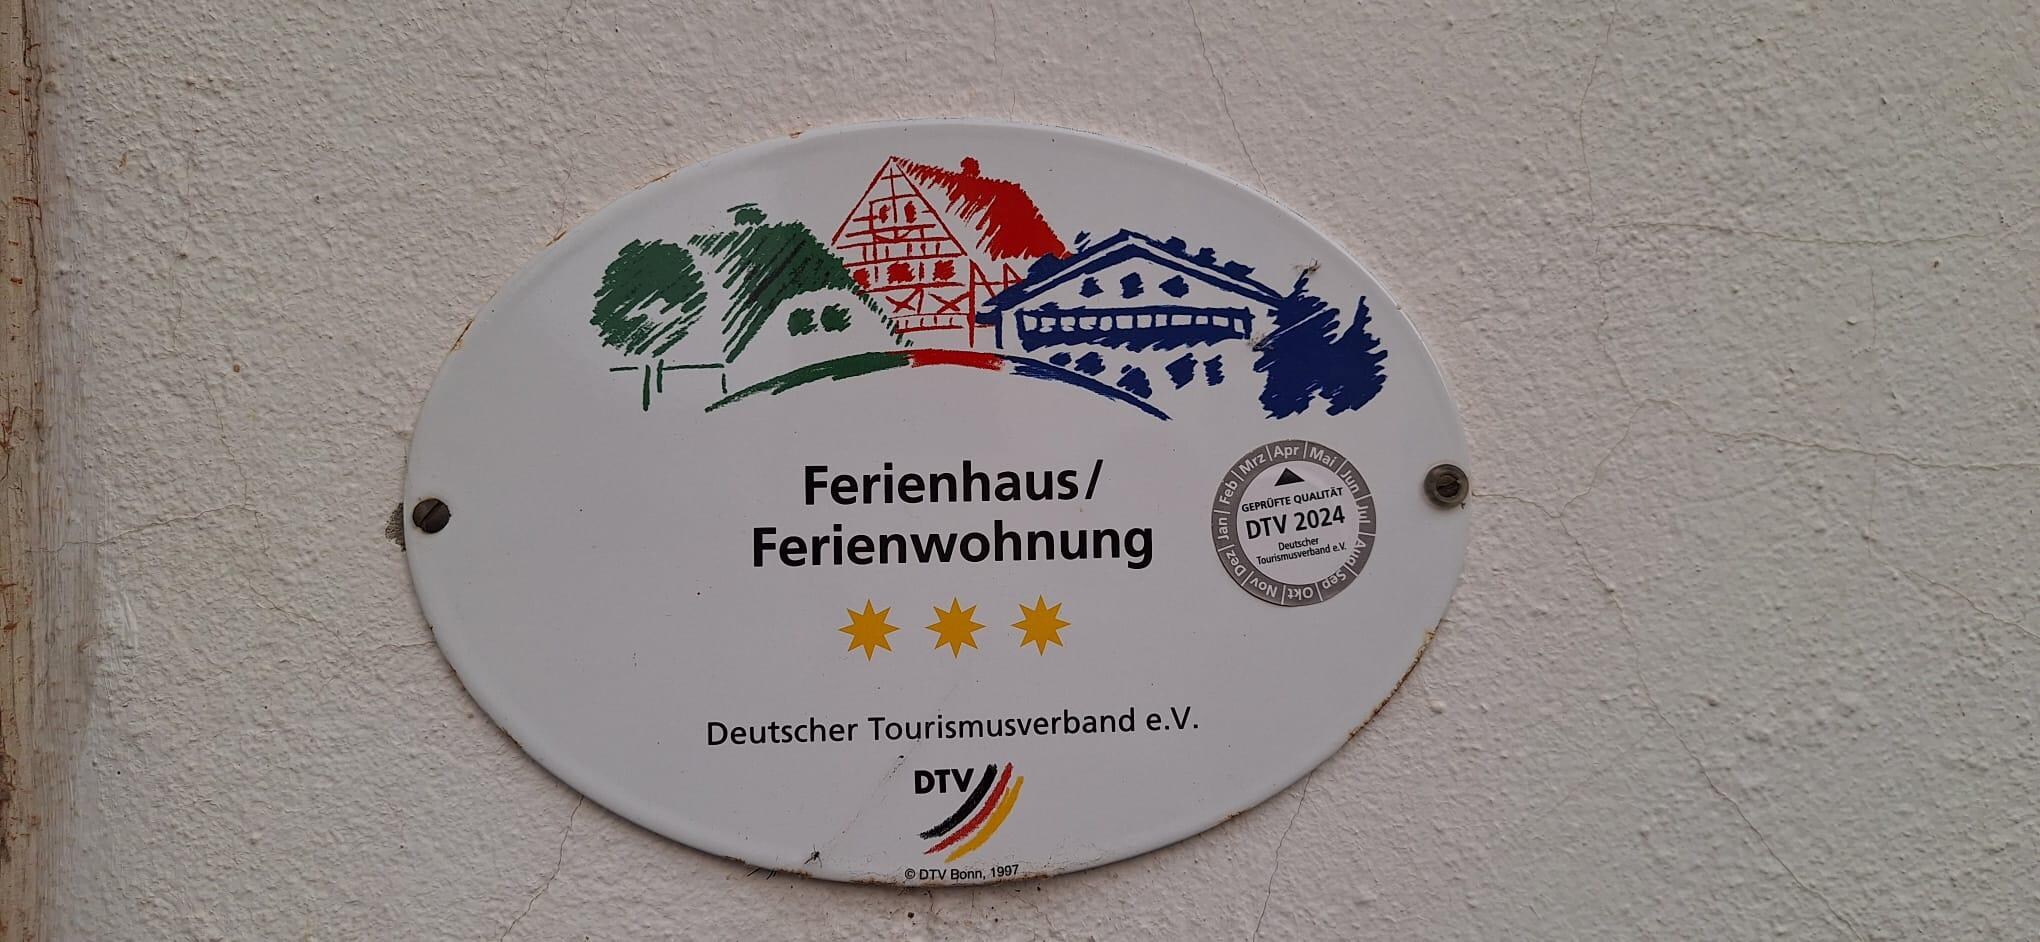 Ferienhaus/
Ferienwohnung
Jan | Feb | Mrz | Apr | Mai | Jun | Jul | Aug | Sep | Okt | Nov | Dez
GEPRÜFTE QUALITÄT
DTV 2024
Deutscher
Tourismusverband e.V.
Deutscher Tourismusverband e.V.
DTV
© DTV Bonn, 1997